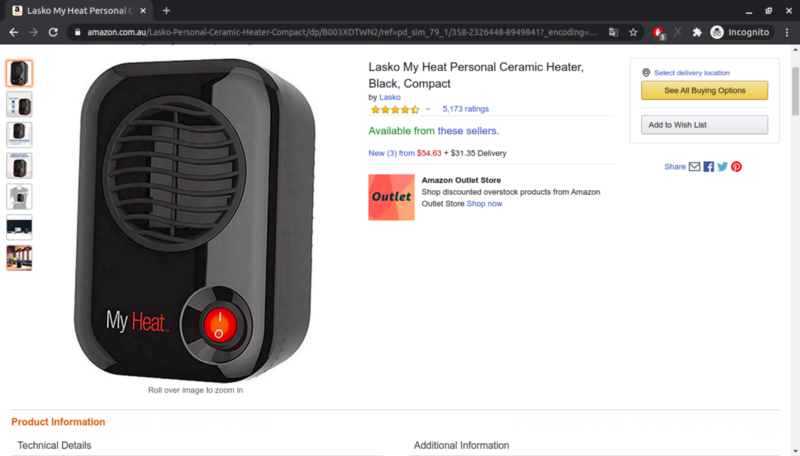 Lasko My Heat Personal C
Incognito
amazon.com.au/Lasko-Personal-Ceramic-Heater-Compact/dp/B003XDTWN2/ref=pd_sim_79_1/358-2326448-8949841?_encoding=...
5
Lasko My Heat Personal Ceramic Heater,
Black, Compact
by Lasko
5,173 ratings
Available from these sellers.
New (3) from $54.63 + $31.35 Delivery
Outlet
Amazon Outlet Store
Shop discounted overstock products from Amazon
Outlet Store Shop now
Select delivery location
See All Buying Options
Add to Wish List
Share
My Heat
Roll over image to zoom in
Product Information
Technical Details
Additional Information